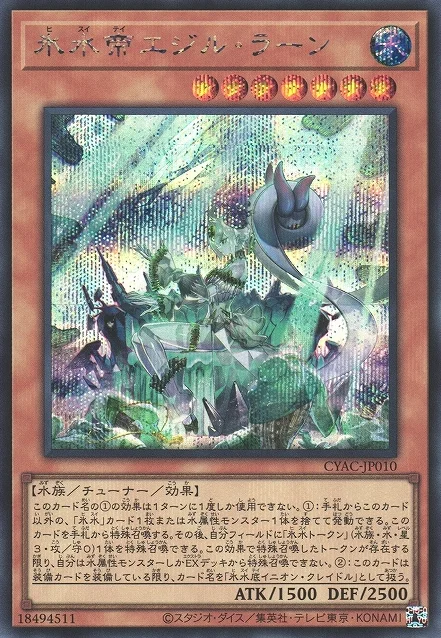 氷水帝エジル・ラーン
CYAC-JP010
【水族／チューナー／効果】
このカード名の①の効果は1ターンに1度しか使用できない。①：手札からこのカード
以外の、「氷水」カード1枚または水属性モンスター1体を捨てて発動できる。この
カードを手札から特殊召喚する。その後、自分フィールドに「氷水トークン」(水族・水・星
3・攻／守0)1体を特殊召喚できる。この効果で特殊召喚したトークンが存在する
限り、自分は水属性モンスターしかEXデッキから特殊召喚できない。②：このカードは
装備カードを装備している限り、カード名を「氷水底イニオン・クレイドル」として扱う。
ATK/1500 DEF/2500
18494511
©スタジオ・ダイス／集英社・テレビ東京・KONAMI